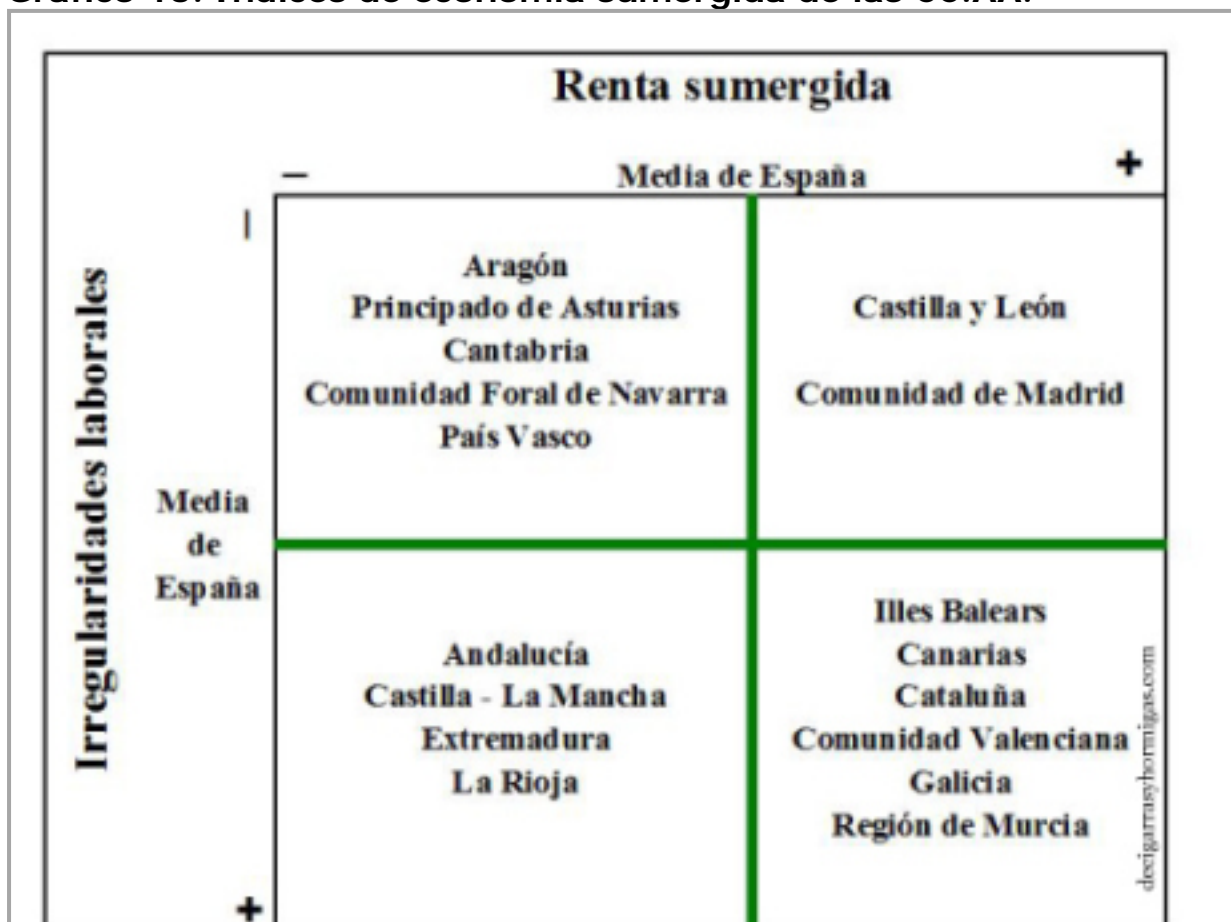 Renta sumergida
– Media de España +
–
Irregularidades laborales
Media
de
España
+
Aragón
Principado de Asturias
Cantabria
Comunidad Foral de Navarra
País Vasco
Castilla y León
Comunidad de Madrid
Andalucía
Castilla - La Mancha
Extremadura
La Rioja
Illes Balears
Canarias
Cataluña
Comunidad Valenciana
Galicia
Región de Murcia
decigarrasyhormigas.com